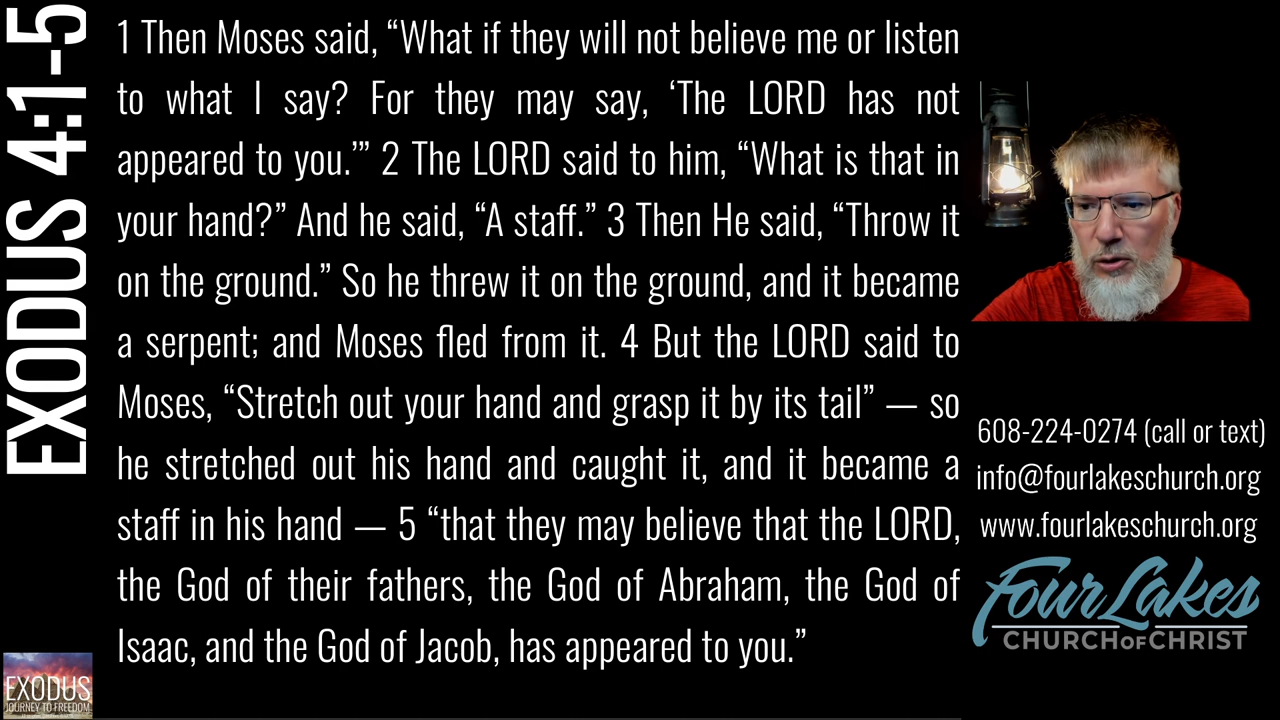 EXODUS 4:1-5
1 Then Moses said, “What if they will not believe me or listen
to what I say? For they may say, ‘The LORD has not
appeared to you.’” 2 The LORD said to him, “What is that in
your hand?” And he said, “A staff.” 3 Then He said, “Throw it
on the ground.” So he threw it on the ground, and it became
a serpent; and Moses fled from it. 4 But the LORD said to
Moses, “Stretch out your hand and grasp it by its tail” — so
he stretched out his hand and caught it, and it became a
staff in his hand — 5 “that they may believe that the LORD,
the God of their fathers, the God of Abraham, the God of
Isaac, and the God of Jacob, has appeared to you.”
608-224-0274 (call or text)
info@fourlakeschurch.org
www.fourlakeschurch.org
Four Lakes
CHURCH OF CHRIST
EXODUS
JOURNEY TO FREEDOM